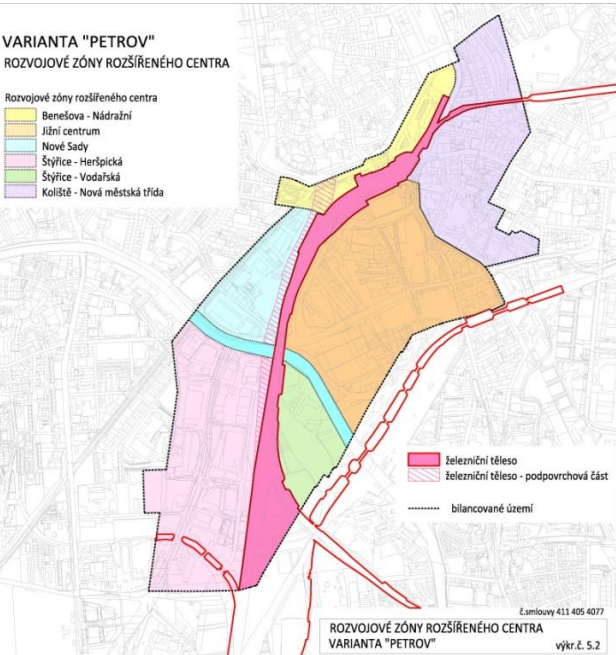 VARIANTA "PETROV"
ROZVOJOVÉ ZÓNY ROZŠÍŘENÉHO CENTRA
Rozvojové zóny rozšířeného centra
Benešova - Nádražní
Jižní centrum
Nové Sady
Štýřice - Heršpická
Štýřice - Vodařská
Koliště - Nová městská třída
železniční těleso
železniční těleso - podpovrchová část
bilancované území
č.smlouvy 411 405 4077
ROZVOJOVÉ ZÓNY ROZŠÍŘENÉHO CENTRA
VARIANTA "PETROV"
výkr.č. 5.2